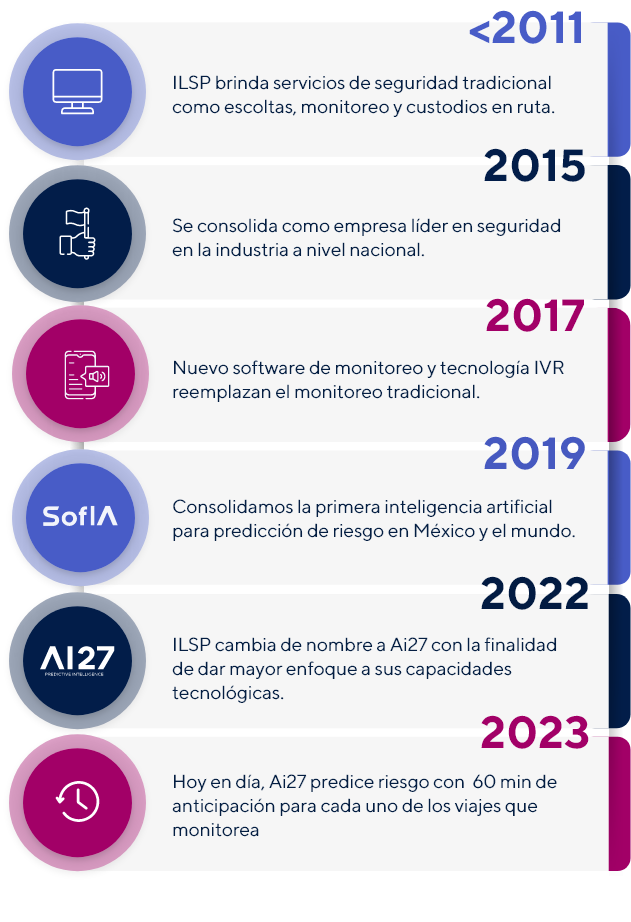 <2011
ILSP brinda servicios de seguridad tradicional
como escoltas, monitoreo y custodios en ruta.
2015
Se consolida como empresa líder en seguridad
en la industria a nivel nacional.
2017
Nuevo software de monitoreo y tecnología IVR
reemplazan el monitoreo tradicional.
2019
SofIA
Consolidamos la primera inteligencia artificial
para predicción de riesgo en México y el mundo.
2022
AI27
PREDICTIVE INTELLIGENCE
ILSP cambia de nombre a Ai27 con la finalidad
de dar mayor enfoque a sus capacidades
tecnológicas.
2023
Hoy en día, Ai27 predice riesgo con  60 min de
anticipación para cada uno de los viajes que
monitorea